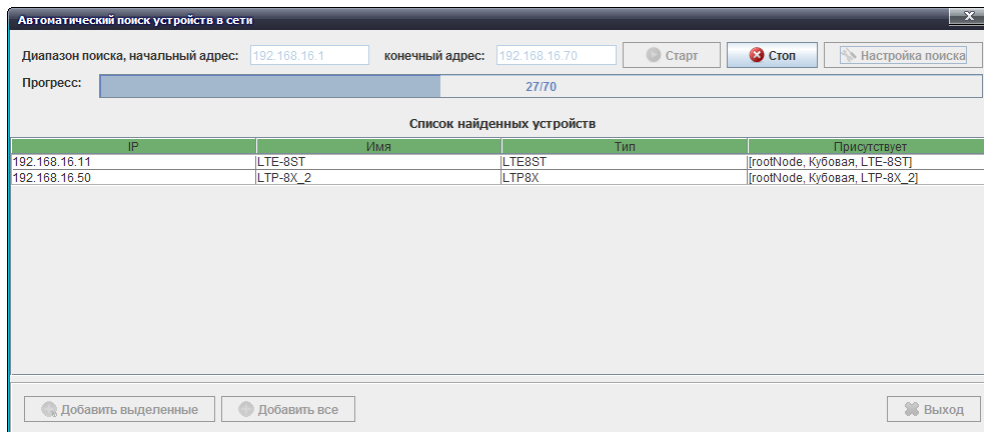 Автоматический поиск устройств в сети
Диапазон поиска, начальный адрес: 192.168.16.1 конечный адрес: 192.168.16.70 Старт Стоп Настройка поиска
Прогресс: 27/70
Список найденных устройств
IP Имя Тип Присутствует
192.168.16.11 LTE-8ST LTE8ST [rootNode, Кубовая, LTE-8ST]
192.168.16.50 LTP-8X_2 LTP8X [rootNode, Кубовая, LTP-8X_2]
Добавить выделенные Добавить все Выход